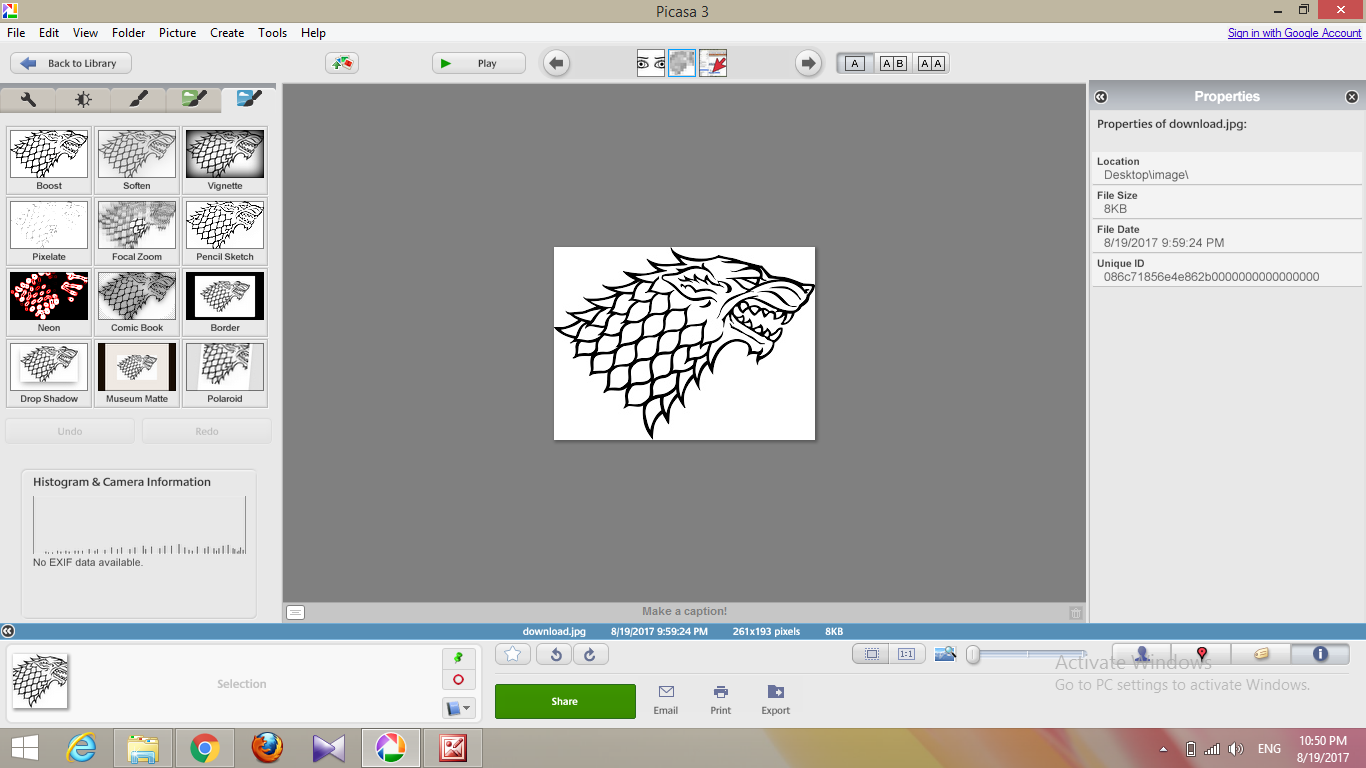 Picasa 3
File Edit View Folder Picture Create Tools Help
Sign in with Google Account
Back to Library
Play
A
A B
A A
Boost Soften Vignette
Pixelate Focal Zoom Pencil Sketch
Neon Comic Book Border
Drop Shadow Museum Matte Polaroid
Undo Redo
Histogram & Camera Information
No EXIF data available.
Make a caption!
Properties
Properties of download.jpg:
Location
Desktop\image\
File Size
8KB
File Date
8/19/2017 9:59:24 PM
Unique ID
086c71856e4e862b0000000000000000
download.jpg 8/19/2017 9:59:24 PM 261x193 pixels 8KB
Selection
1:1
Share
Email
Print
Export
Activate Windows
Go to PC settings to activate Windows.
ENG
10:50 PM
8/19/2017